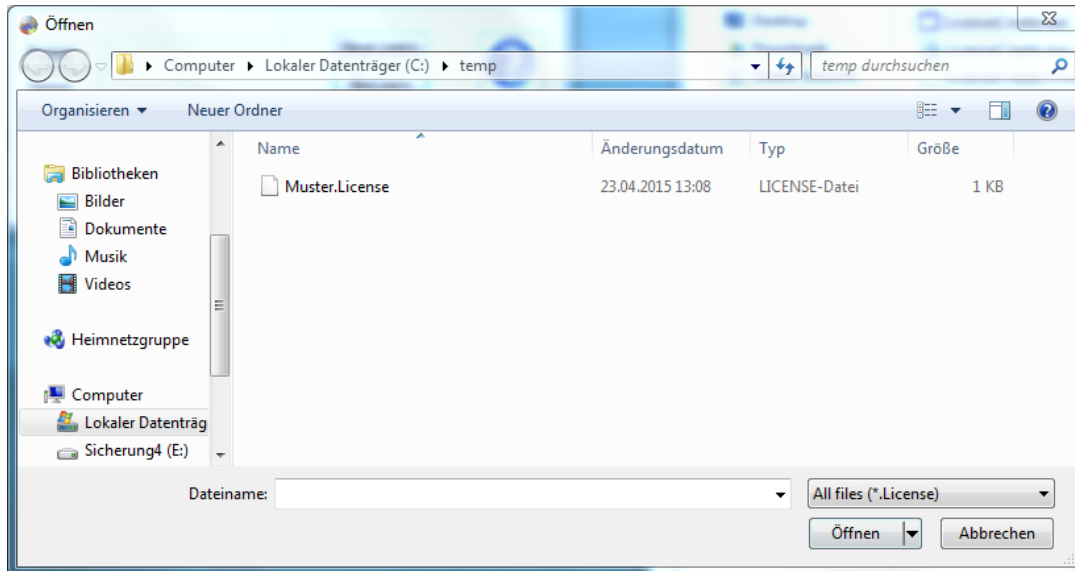 Öffnen
Computer Lokaler Datenträger (C:) temp
temp durchsuchen
Organisieren Neuer Ordner
Name Änderungsdatum Typ Größe
Muster.License 23.04.2015 13:08 LICENSE-Datei 1 KB
Bibliotheken
Bilder
Dokumente
Musik
Videos
Heimnetzgruppe
Computer
Lokaler Datenträg
Sicherung4 (E:)
Dateiname:
All files (*.License)
Öffnen Abbrechen